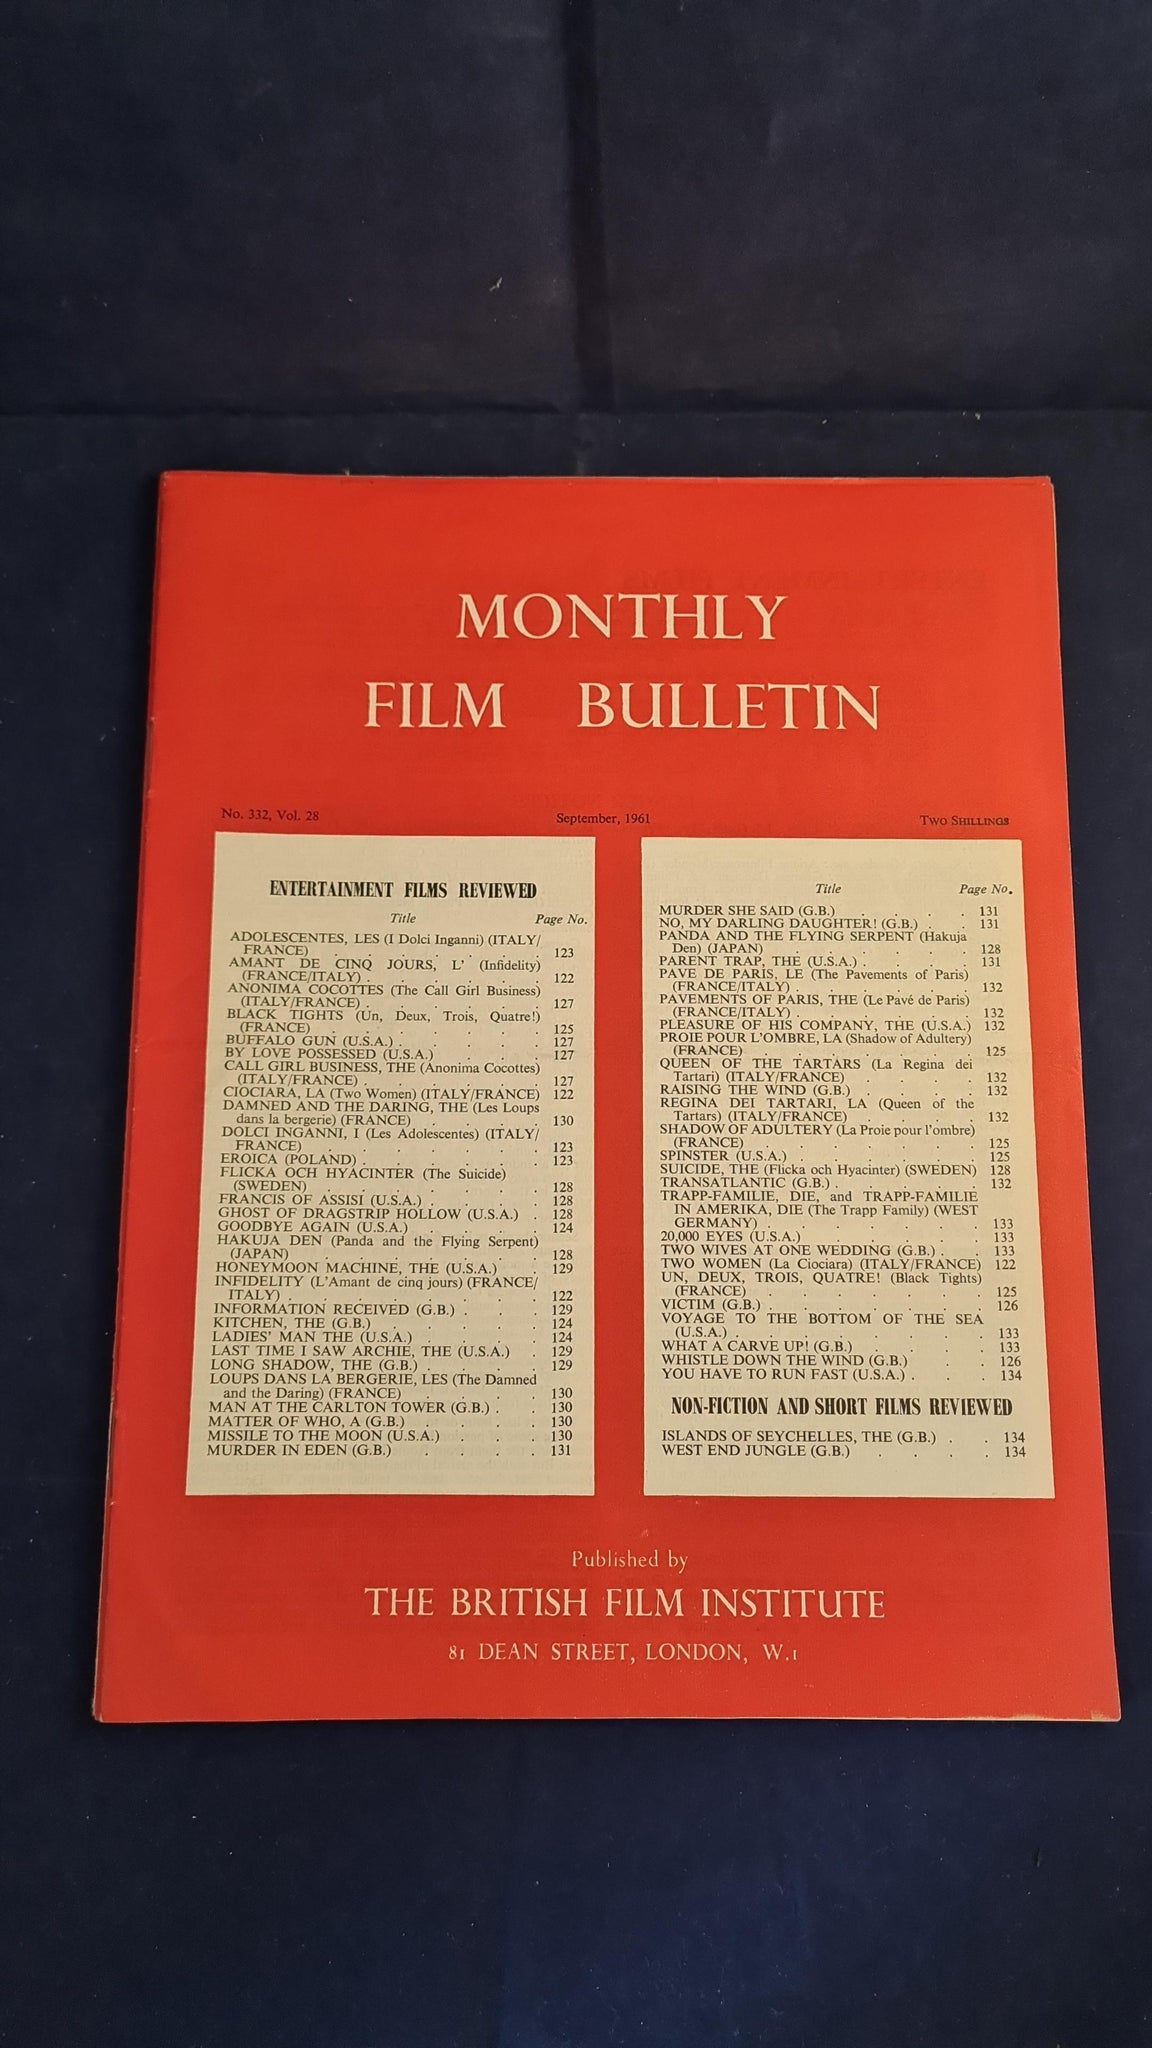 MONTHLY
FILM BULLETIN
No. 332, Vol. 28 September, 1961 TWO SHILLINGS
ENTERTAINMENT FILMS REVIEWED
Title Page No.
ADOLESCENTES, LES (I Dolci Inganni) (ITALY/
FRANCE) . . . . . . . 123
AMANT DE CINQ JOURS, L' (Infidelity)
(FRANCE/ITALY) . . . . . 122
ANONIMA COCOTTES (The Call Girl Business)
(ITALY/FRANCE) . . . . . 127
BLACK TIGHTS (Un, Deux, Trois, Quatre!)
(FRANCE) . . . . . . 125
BUFFALO GUN (U.S.A.) . . . . . 127
BY LOVE POSSESSED (U.S.A.) . . . . 127
CALL GIRL BUSINESS, THE (Anonima Cocottes)
(ITALY/FRANCE) . . . . . 127
CIOCIARA, LA (Two Women) (ITALY/FRANCE) 122
DAMNED AND THE DARING, THE (Les Loups
dans la bergerie) (FRANCE) . . . . 130
DOLCI INGANNI, I (Les Adolescentes) (ITALY/
FRANCE) . . . . . . . 123
EROICA (POLAND) . . . . . . 123
FLICKA OCH HYACINTER (The Suicide)
(SWEDEN) . . . . . . 128
FRANCIS OF ASSISI (U.S.A.) . . . . 128
GHOST OF DRAGSTRIP HOLLOW (U.S.A.) . 128
GOODBYE AGAIN (U.S.A.) . . . . 124
HAKUJA DEN (Panda and the Flying Serpent)
(JAPAN) . . . . . . . 128
HONEYMOON MACHINE, THE (U.S.A.) . . 129
INFIDELITY (L'Amant de cinq jours) (FRANCE/
ITALY) . . . . . . . 122
INFORMATION RECEIVED (G.B.) . . . 129
KITCHEN, THE (G.B.) . . . . . 124
LADIES' MAN THE (U.S.A.) . . . . 124
LAST TIME I SAW ARCHIE, THE (U.S.A.) . 129
LONG SHADOW, THE (G.B.) . . . . 129
LOUPS DANS LA BERGERIE, LES (The Damned
and the Daring) (FRANCE) . . . . 130
MAN AT THE CARLTON TOWER (G.B.) . . 130
MATTER OF WHO, A (G.B.) . . . . 130
MISSILE TO THE MOON (U.S.A.) . . . 130
MURDER IN EDEN (G.B.) . . . . 131
Title Page No.
MURDER SHE SAID (G.B.) . . . . 131
NO, MY DARLING DAUGHTER! (G.B.) . . 131
PANDA AND THE FLYING SERPENT (Hakuja
Den) (JAPAN) . . . . . 128
PARENT TRAP, THE (U.S.A.) . . . . 131
PAVE DE PARIS, LE (The Pavements of Paris)
(FRANCE/ITALY) . . . . . 132
PAVEMENTS OF PARIS, THE (Le Pavé de Paris)
(FRANCE/ITALY) . . . . . 132
PLEASURE OF HIS COMPANY, THE (U.S.A.) 132
PROIE POUR L'OMBRE, LA (Shadow of Adultery)
(FRANCE) . . . . . . 125
QUEEN OF THE TARTARS (La Regina dei
Tartari) (ITALY/FRANCE) . . . . 132
RAISING THE WIND (G.B.) . . . . 132
REGINA DEI TARTARI, LA (Queen of the
Tartars) (ITALY/FRANCE) . . . . 132
SHADOW OF ADULTERY (La Proie pour l'ombre)
(FRANCE) . . . . . . 125
SPINSTER (U.S.A.) . . . . . . 125
SUICIDE, THE (Flicka och Hyacinter) (SWEDEN) 128
TRANSATLANTIC (G.B.) . . . . . 132
TRAPP-FAMILIE, DIE, and TRAPP-FAMILIE
IN AMERIKA, DIE (The Trapp Family) (WEST
GERMANY) . . . . . . 133
20,000 EYES (U.S.A.) . . . . . 133
TWO WIVES AT ONE WEDDING (G.B.) . . 133
TWO WOMEN (La Ciociara) (ITALY/FRANCE) 122
UN, DEUX, TROIS, QUATRE! (Black Tights)
(FRANCE) . . . . . . 125
VICTIM (G.B.) . . . . . . . 126
VOYAGE TO THE BOTTOM OF THE SEA
(U.S.A.) . . . . . . . 133
WHAT A CARVE UP! (G.B.) . . . . 133
WHISTLE DOWN THE WIND (G.B.) . . 126
YOU HAVE TO RUN FAST (U.S.A.) . . . 134
NON-FICTION AND SHORT FILMS REVIEWED
ISLANDS OF SEYCHELLES, THE (G.B.) . . 134
WEST END JUNGLE (G.B.) . . . . 134
Published by
THE BRITISH FILM INSTITUTE
81 DEAN STREET, LONDON, W.1